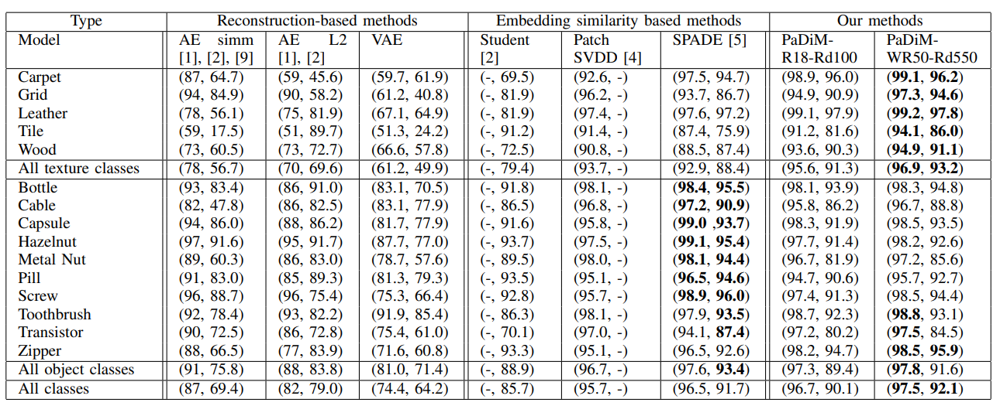 Type Reconstruction-based methods Embedding similarity based methods Our methods
Model AE simm AE L2 VAE Student Patch SPADE [5] PaDiM- PaDiM-
[1], [2], [9] [1], [2] [2] SVDD [4] R18-Rd100 WR50-Rd550
Carpet (87, 64.7) (59, 45.6) (59.7, 61.9) (-, 69.5) (92.6, -) (97.5, 94.7) (98.9, 96.0) (99.1, 96.2)
Grid (94, 84.9) (90, 58.2) (61.2, 40.8) (-, 81.9) (96.2, -) (93.7, 86.7) (94.9, 90.9) (97.3, 94.6)
Leather (78, 56.1) (75, 81.9) (67.1, 64.9) (-, 81.9) (97.4, -) (97.6, 97.2) (99.1, 97.9) (99.2, 97.8)
Tile (59, 17.5) (51, 89.7) (51.3, 24.2) (-, 91.2) (91.4, -) (87.4, 75.9) (91.2, 81.6) (94.1, 86.0)
Wood (73, 60.5) (73, 72.7) (66.6, 57.8) (-, 72.5) (90.8, -) (88.5, 87.4) (93.6, 90.3) (94.9, 91.1)
All texture classes (78, 56.7) (70, 69.6) (61.2, 49.9) (-, 79.4) (93.7, -) (92.9, 88.4) (95.6, 91.3) (96.9, 93.2)
Bottle (93, 83.4) (86, 91.0) (83.1, 70.5) (-, 91.8) (98.1, -) (98.4, 95.5) (98.1, 93.9) (98.3, 94.8)
Cable (82, 47.8) (86, 82.5) (83.1, 77.9) (-, 86.5) (96.8, -) (97.2, 90.9) (95.8, 86.2) (96.7, 88.8)
Capsule (94, 86.0) (88, 86.2) (81.7, 77.9) (-, 91.6) (95.8, -) (99.0 ,93.7) (98.3, 91.9) (98.5, 93.5)
Hazelnut (97, 91.6) (95, 91.7) (87.7, 77.0) (-, 93.7) (97.5, -) (99.1, 95.4) (97.7, 91.4) (98.2, 92.6)
Metal Nut (89, 60.3) (86, 83.0) (78.7, 57.6) (-, 89.5) (98.0, -) (98.1, 94.4) (96.7, 81.9) (97.2, 85.6)
Pill (91, 83.0) (85, 89.3) (81.3, 79.3) (-, 93.5) (95.1, -) (96.5, 94.6) (94.7, 90.6) (95.7, 92.7)
Screw (96, 88.7) (96, 75.4) (75.3, 66.4) (-, 92.8) (95.7, -) (98.9, 96.0) (97.4, 91.3) (98.5, 94.4)
Toothbrush (92, 78.4) (93, 82.2) (91.9, 85.4) (-, 86.3) (98.1, -) (97.9, 93.5) (98.7, 92.3) (98.8, 93.1)
Transistor (90, 72.5) (86, 72.8) (75.4, 61.0) (-, 70.1) (97.0, -) (94.1, 87.4) (97.2, 80.2) (97.5, 84.5)
Zipper (88, 66.5) (77, 83.9) (71.6, 60.8) (-, 93.3) (95.1, -) (96.5, 92.6) (98.2, 94.7) (98.5, 95.9)
All object classes (91, 75.8) (88, 83.8) (81.0, 71.4) (-, 88.9) (96.7, -) (97.6, 93.4) (97.3, 89.4) (97.8, 91.6)
All classes (87, 69.4) (82, 79.0) (74.4, 64.2) (-, 85.7) (95.7, -) (96.5, 91.7) (96.7, 90.1) (97.5, 92.1)